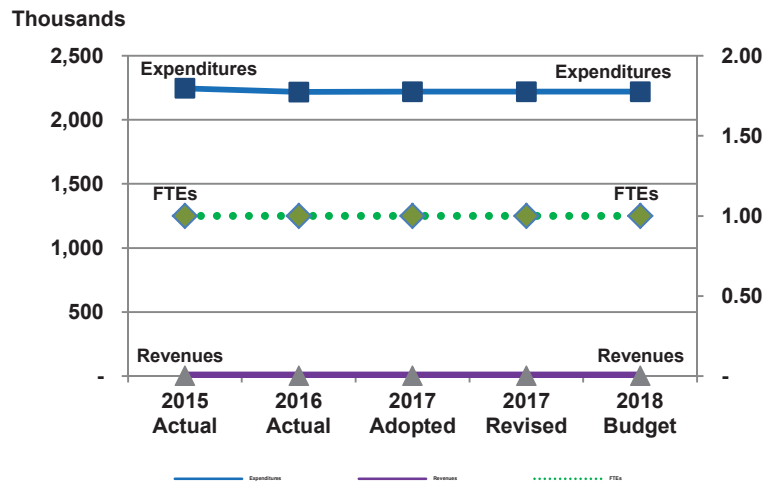 Thousands
2,500 2.00
Expenditures Expenditures
2,000
1.50
1,500
FTEs FTEs
1.00
1,000
500 0.50
Revenues Revenues
- -
2015 2016 2017 2017 2018
Actual Actual Adopted Revised Budget
Expenditures Revenues FTEs